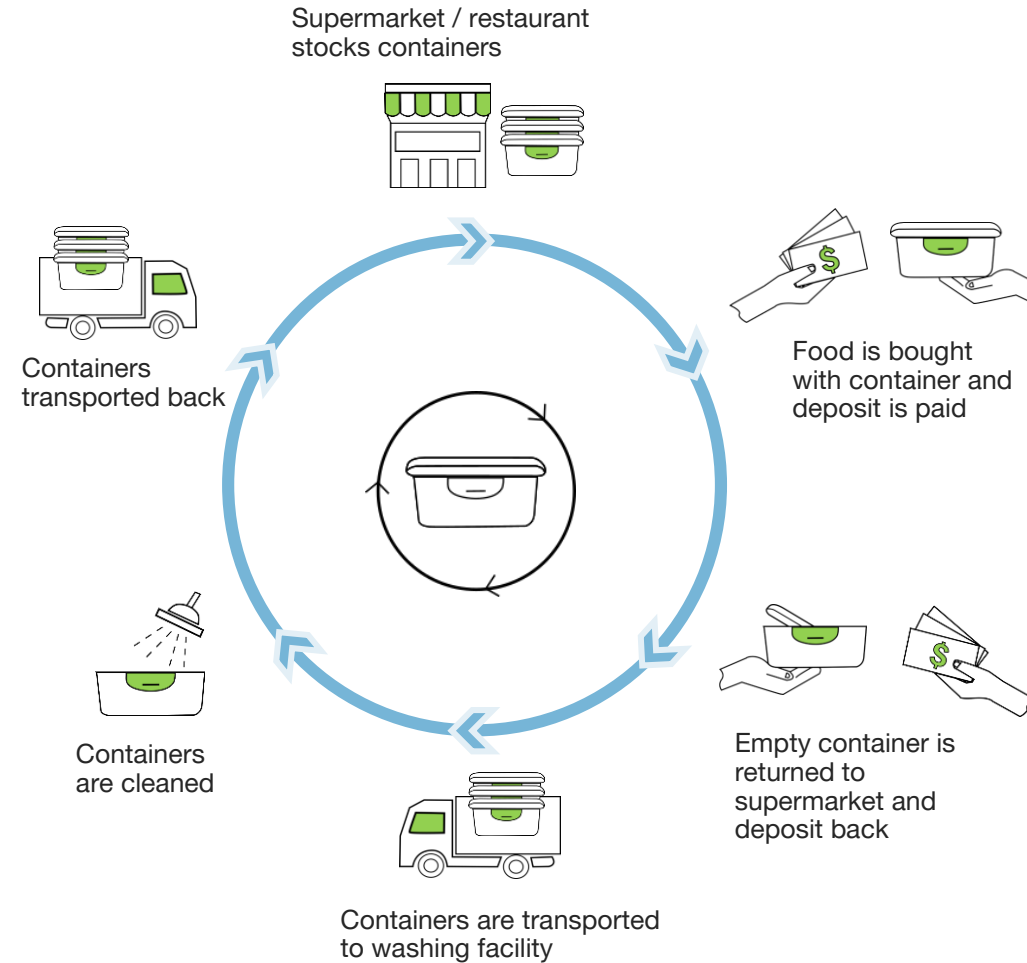 Supermarket / restaurant
stocks containers
$
Food is bought
with container and
deposit is paid
$
Empty container is
returned to
supermarket and
deposit back
Containers are transported
to washing facility
Containers
are cleaned
Containers
transported back